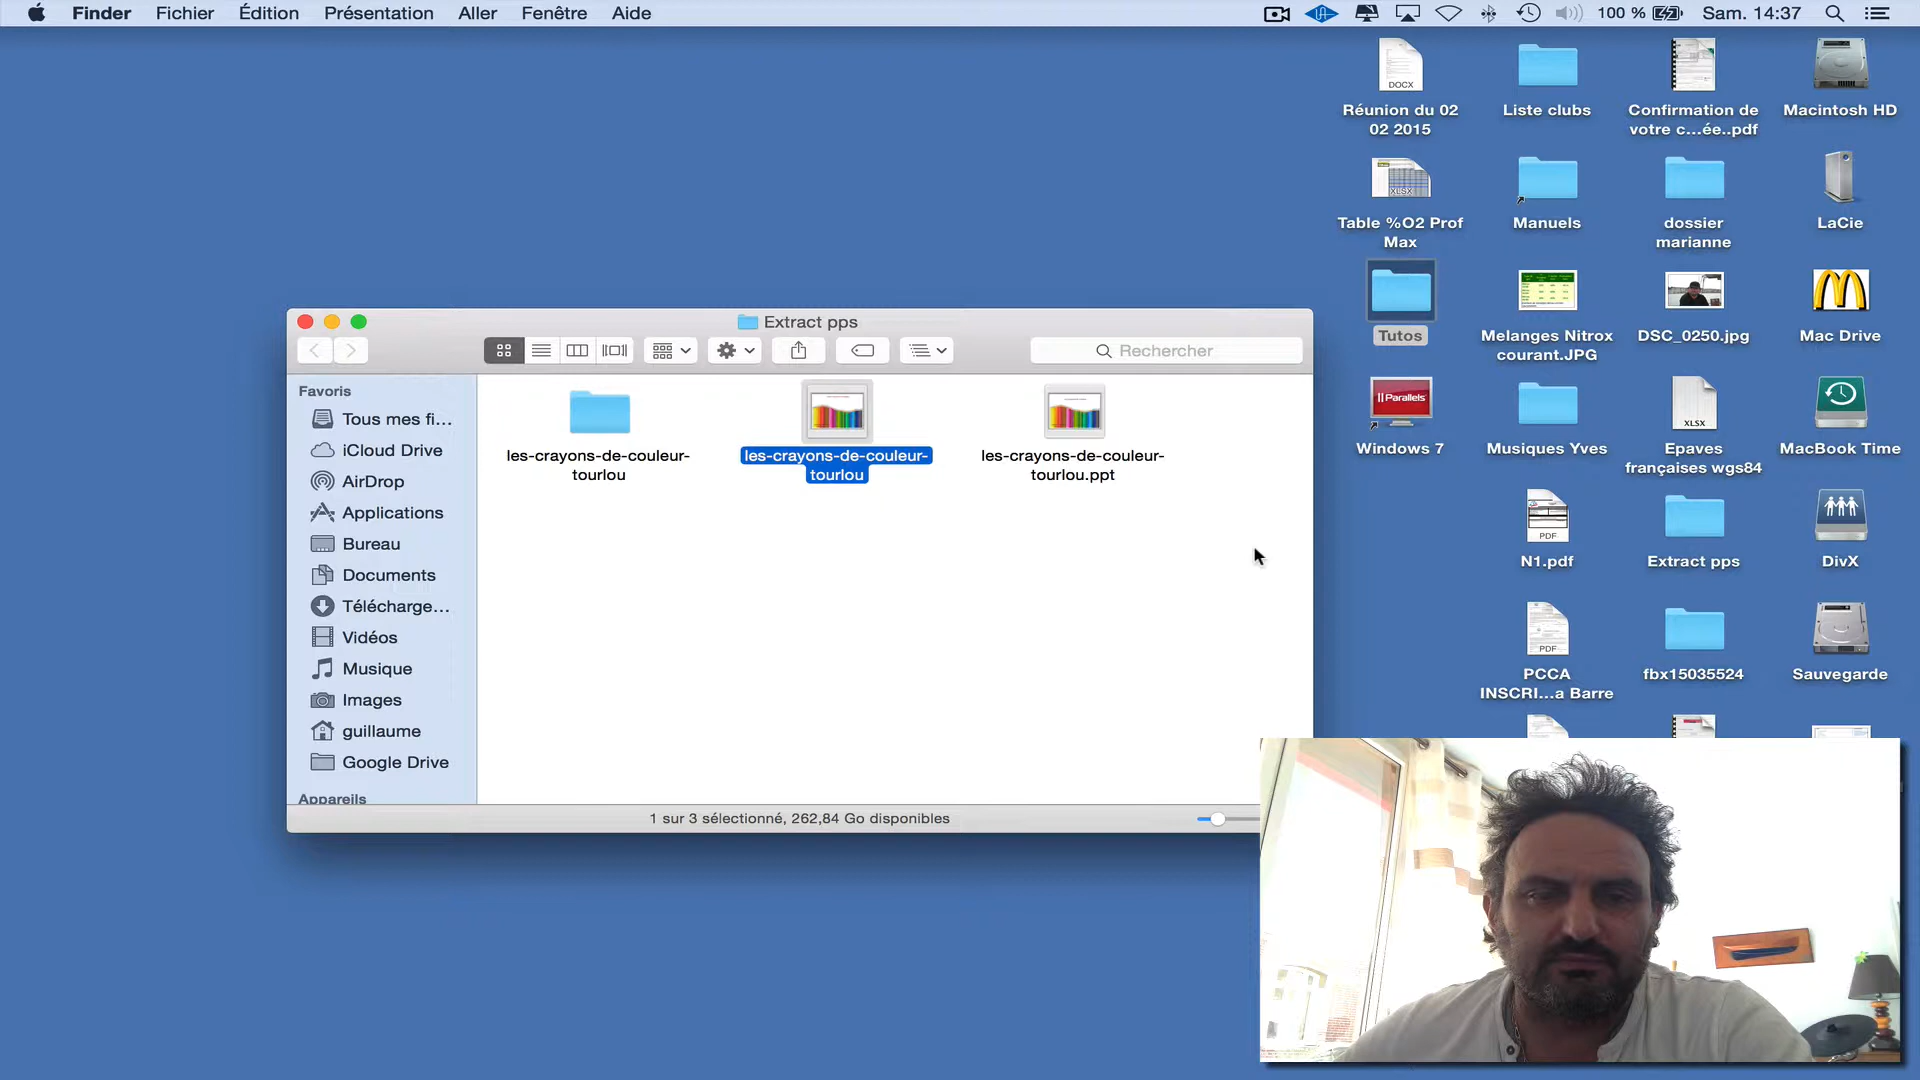 Finder Fichier Édition Présentation Aller Fenêtre Aide 100 % Sam. 14:37
DOCX
Réunion du 02
02 2015
Liste clubs
Confirmation de
votre c...ée..pdf
Macintosh HD
XLSX
Table %O2 Prof
Max
Manuels
dossier
marianne
LaCie
Tutos
Melanges Nitrox
courant.JPG
DSC_0250.jpg
Mac Drive
Parallels
Windows 7
Musiques Yves
XLSX
Epaves
françaises wgs84
MacBook Time
PDF
N1.pdf
Extract pps
DivX
PDF
PCCA
INSCRI...a Barre
fbx15035524
Sauvegarde
Extract pps
Rechercher
Favoris
Tous mes fi...
iCloud Drive
AirDrop
Applications
Bureau
Documents
Télécharge...
Vidéos
Musique
Images
guillaume
Google Drive
Appareils
les-crayons-de-couleur-
tourlou
les-crayons-de-couleur-
tourlou
les-crayons-de-couleur-
tourlou.ppt
1 sur 3 sélectionné, 262,84 Go disponibles